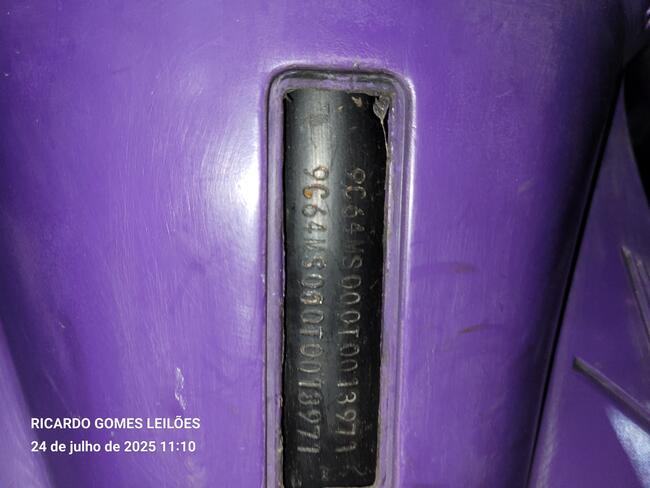 9C64MS000T0013971
9C64MS000T0013971
RICARDO GOMES LEILÕES
24 de julho de 2025 11:10